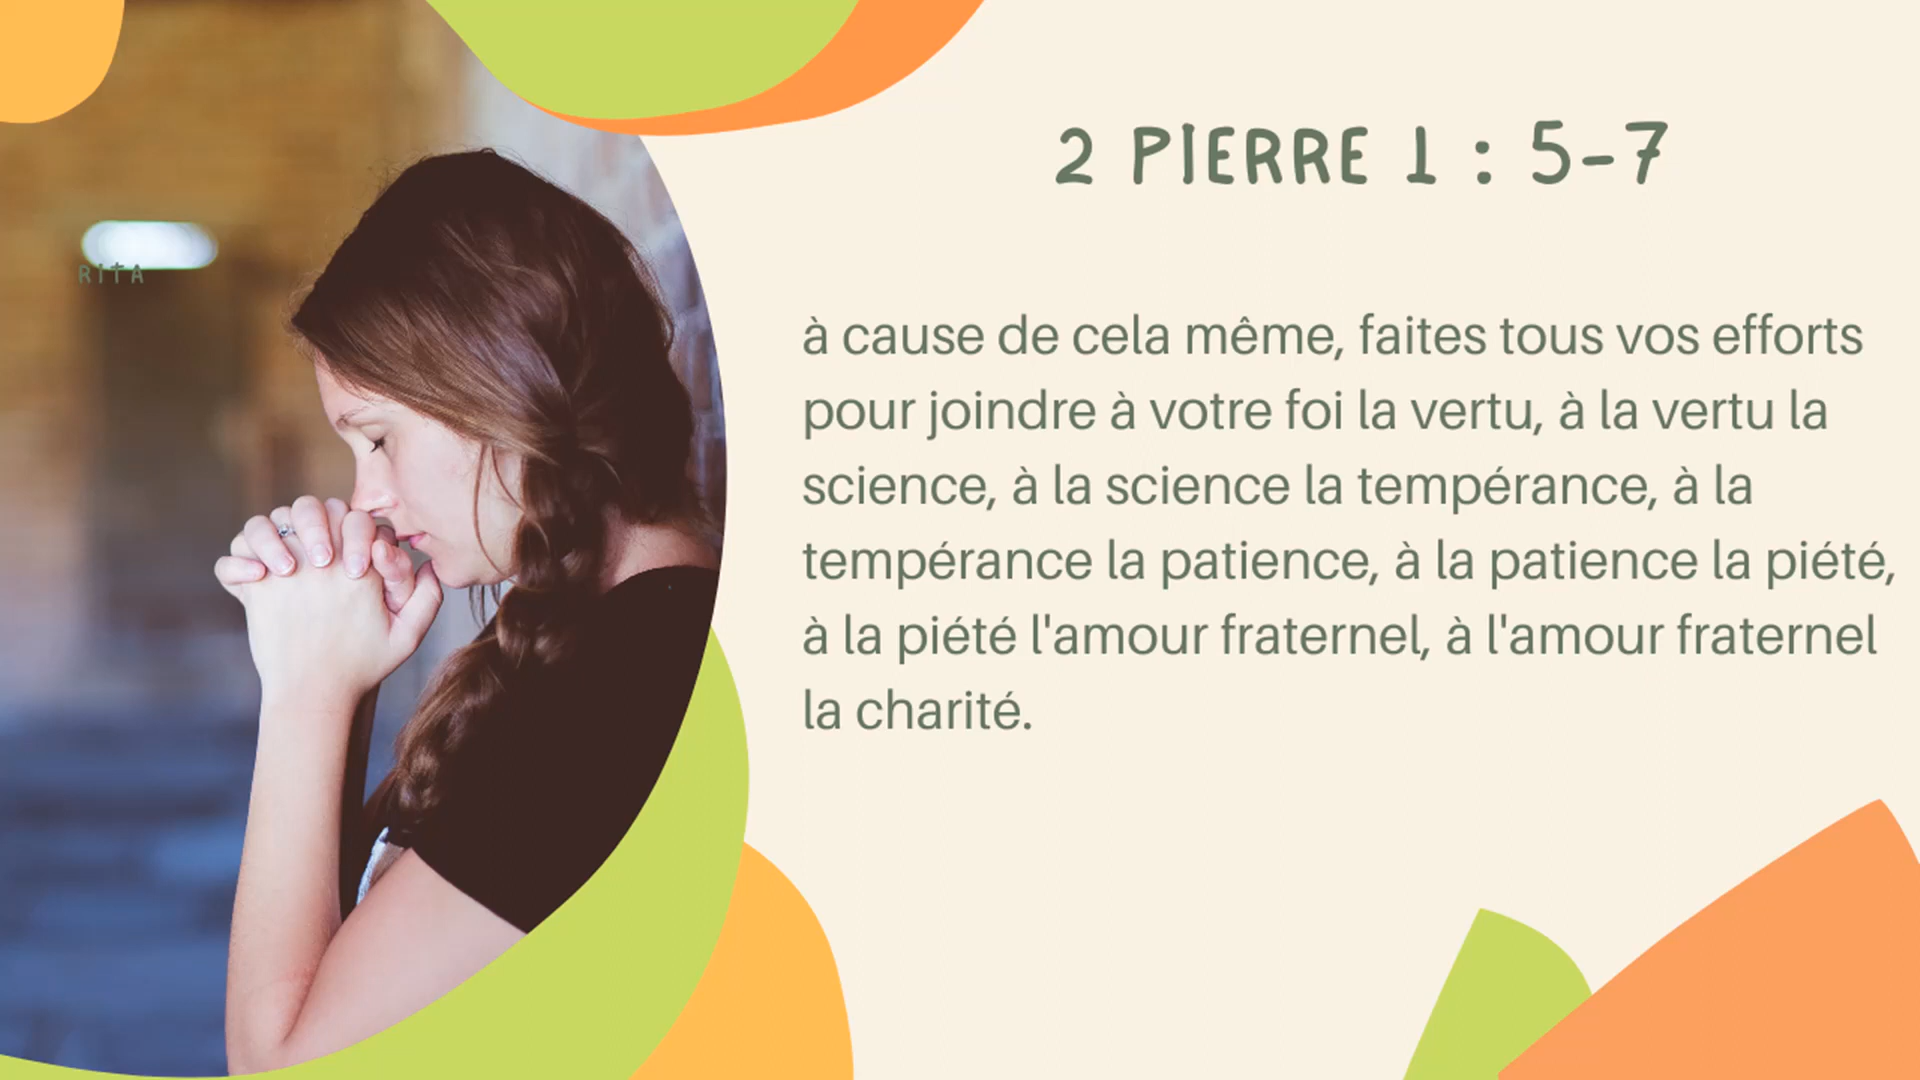 2 PIERRE 1 : 5-7
RITA
à cause de cela même, faites tous vos efforts
pour joindre à votre foi la vertu, à la vertu la
science, à la science la tempérance, à la
tempérance la patience, à la patience la piété,
à la piété l'amour fraternel, à l'amour fraternel
la charité.